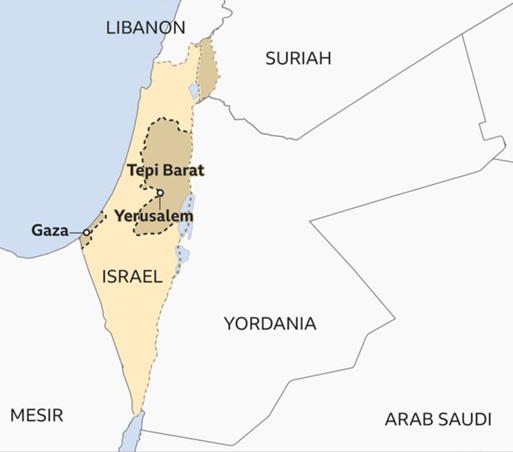 LIBANON
SURIAH
Tepi Barat
Yerusalem
Gaza
ISRAEL
YORDANIA
MESIR
ARAB SAUDI